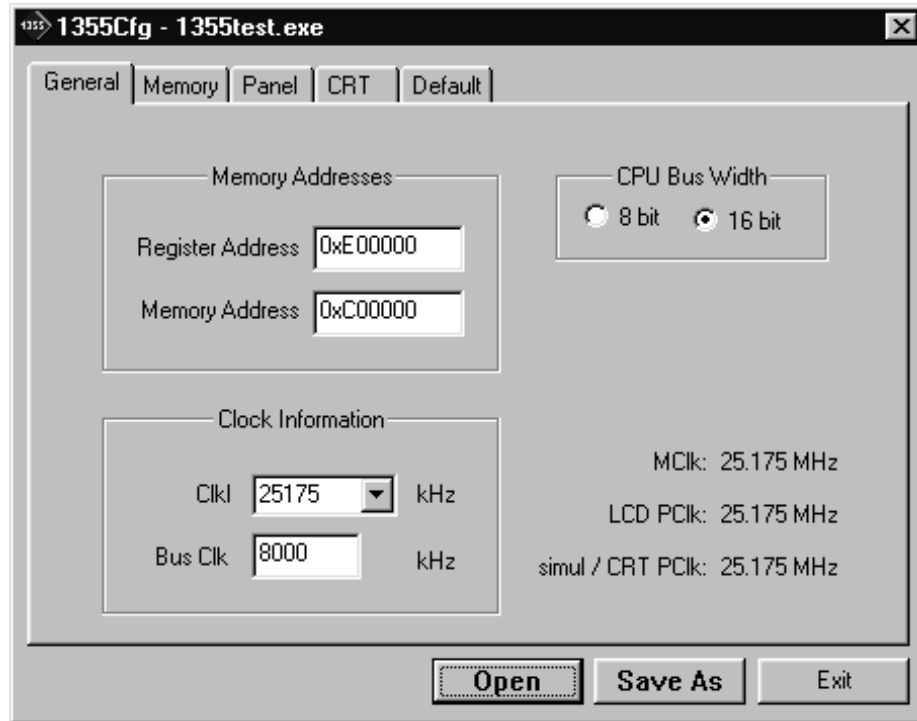 1355 1355Cfg - 1355test.exe
General Memory Panel CRT Default
Memory Addresses
Register Address 0xE00000
Memory Address 0xC00000
CPU Bus Width
8 bit 16 bit
Clock Information
ClkI 25175 kHz
Bus Clk 8000 kHz
MClk: 25.175 MHz
LCD PClk: 25.175 MHz
simul / CRT PClk: 25.175 MHz
Open Save As Exit